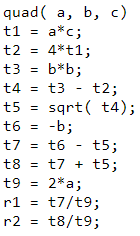 quad( a, b, c)
t1 = a*c;
t2 = 4*t1;
t3 = b*b;
t4 = t3 - t2;
t5 = sqrt( t4);
t6 = -b;
t7 = t6 - t5;
t8 = t7 + t5;
t9 = 2*a;
r1 = t7/t9;
r2 = t8/t9;